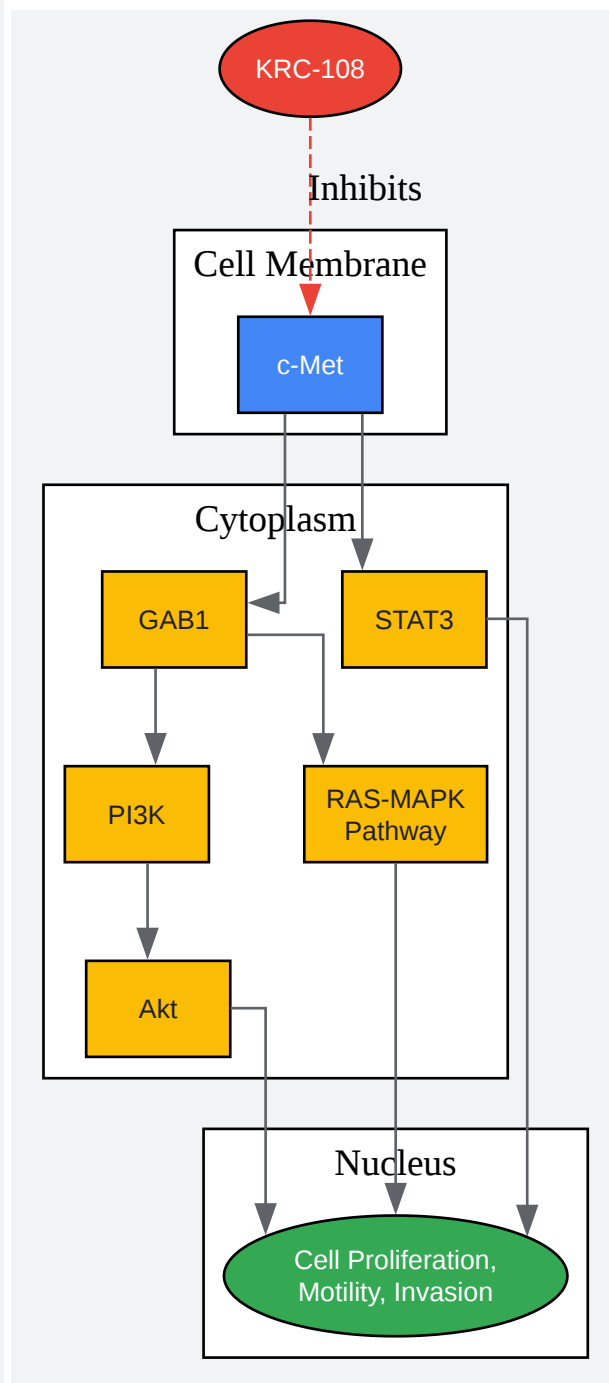 KRC-108
Inhibits
Cell Membrane
c-Met
Cytoplasm
GAB1
STAT3
PI3K
RAS-MAPK
Pathway
Akt
Nucleus
Cell Proliferation,
Motility, Invasion